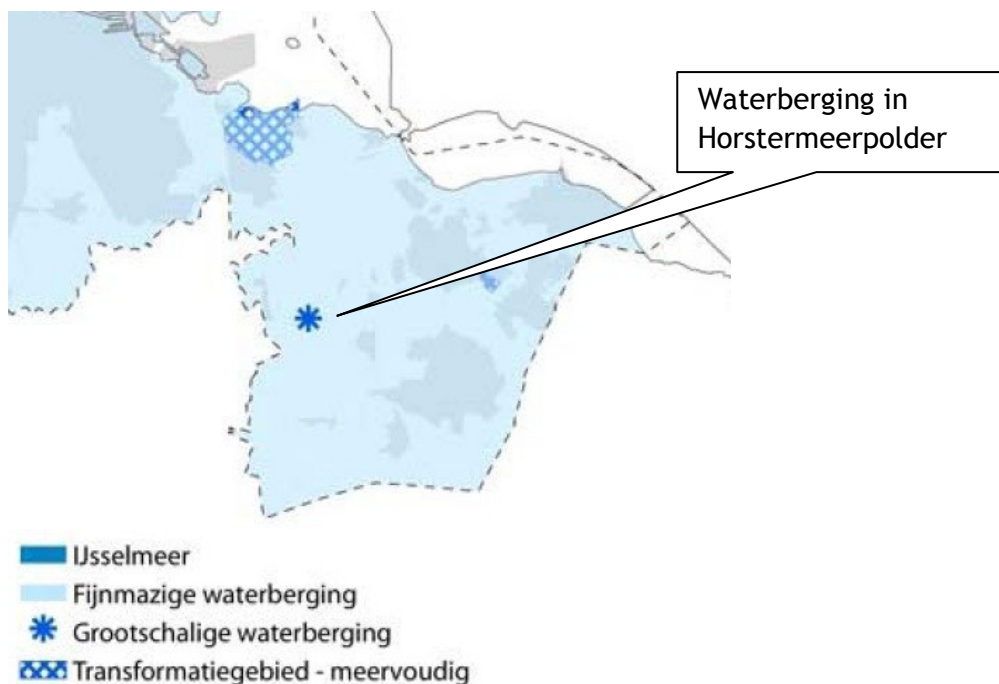 Waterberging in
Horstermeerpolder
IJsselmeer
Fijnmazige waterberging
Grootschalige waterberging
Transformatiegebied - meervoudig